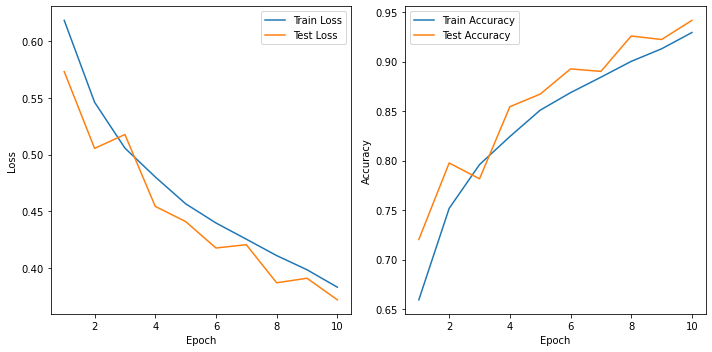 0.60
0.55
0.50
0.45
0.40
Loss
2
4
6
8
10
Epoch
Train Loss
Test Loss
0.95
0.90
0.85
0.80
0.75
0.70
0.65
Accuracy
2
4
6
8
10
Epoch
Train Accuracy
Test Accuracy